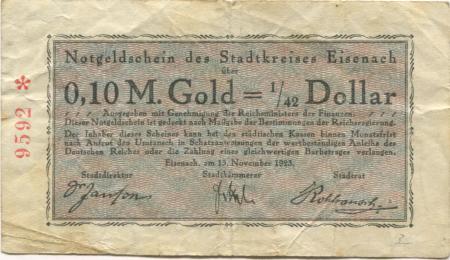 Notgeldschein des Stadtkreises Eisenach
über
0,10 M. Gold = 1/42 Dollar
Ausgegeben mit Genehmigung des Reichsministers der Finanzen.
Dieser Notgeldschein ist gedeckt nach Maßgabe der Bestimmungen der Reichsregierung.
Der Inhaber dieses Scheines kann bei den städtischen Kassen binnen Monatsfrist
nach Aufruf den Umtausch in Schatzanweisungen der wertbeständigen Anleihe des
Deutschen Reiches oder die Zahlung eines gleichwertigen Barbetrages verlangen.
Eisenach, am 15. November 1923.
Stadtdirektor Stadtkämmerer Stadtrat
Dr Janson
9592 *